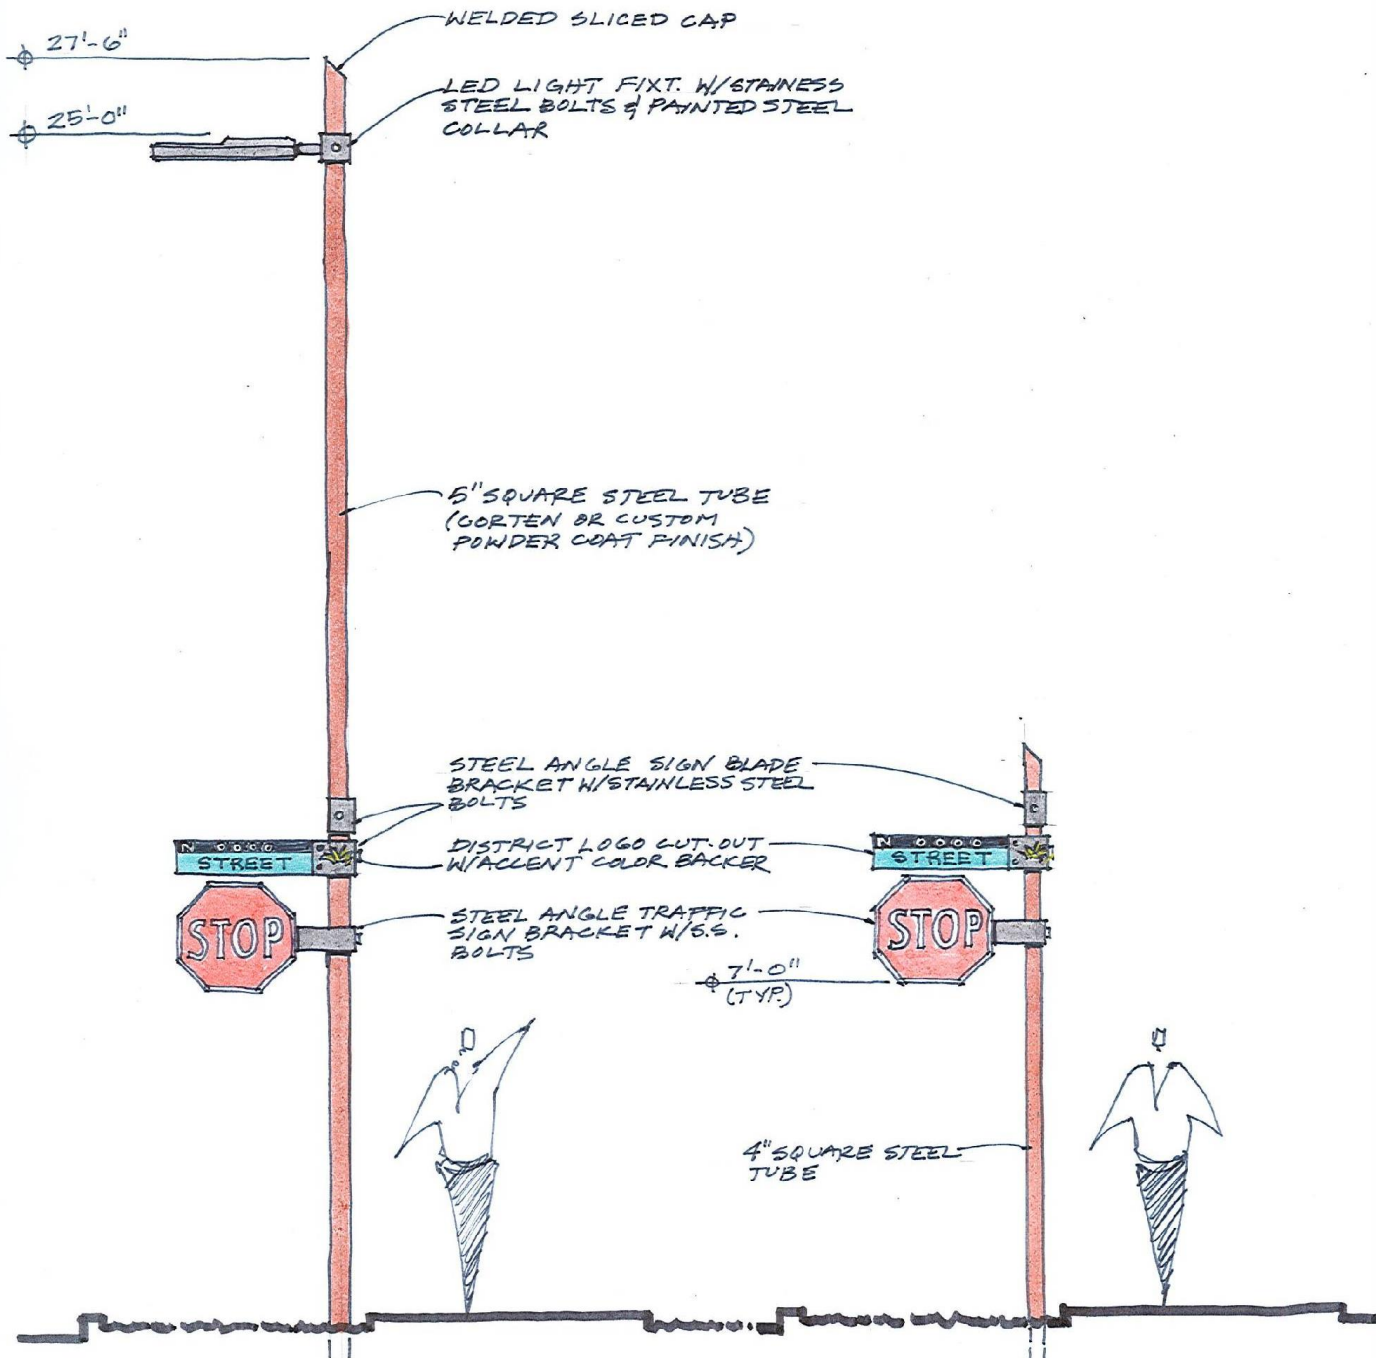 27'-6"
WELDED SLICED CAP
25'-0"
LED LIGHT FIXT. W/STAINESS
STEEL BOLTS & PAINTED STEEL
COLLAR
5" SQUARE STEEL TUBE
(CORTEN OR CUSTOM
POWDER COAT FINISH)
STEEL ANGLE SIGN BLADE
BRACKET W/STAINLESS STEEL
BOLTS
DISTRICT LOGO CUT-OUT
W/ACCENT COLOR BACKER
STEEL ANGLE TRAFFIC
SIGN BRACKET W/S.S.
BOLTS
N 0000
STREET
STOP
N 0000
STREET
STOP
7'-0"
(TYP.)
4" SQUARE STEEL
TUBE